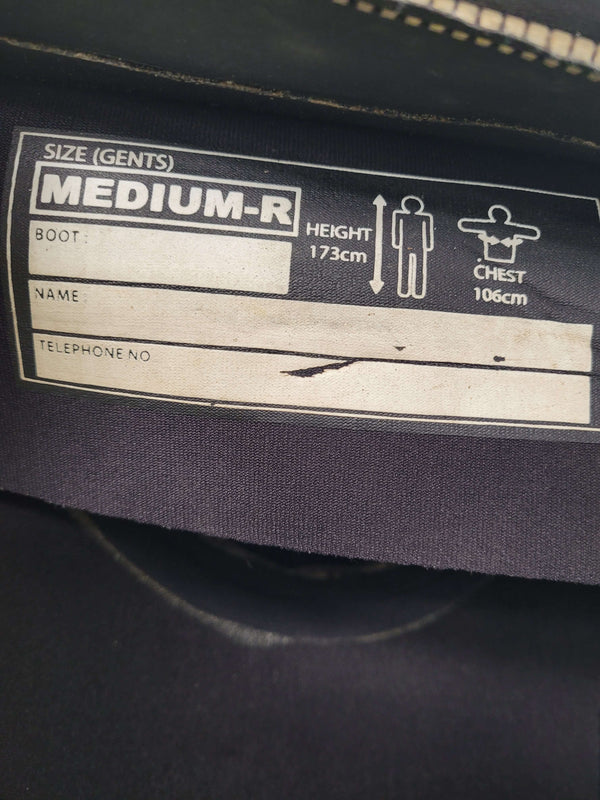 SIZE (GENTS)
MEDIUM-R
BOOT:
HEIGHT
173cm
CHEST
106cm
NAME:
TELEPHONE NO